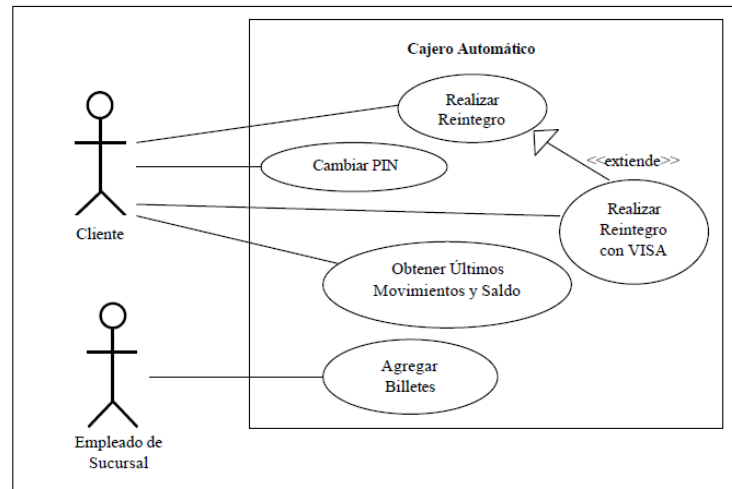 Cajero Automático
Realizar
Reintegro
<<extiende>>
Cambiar PIN
Realizar
Reintegro
con VISA
Cliente
Obtener Últimos
Movimientos y Saldo
Agregar
Billetes
Empleado de
Sucursal